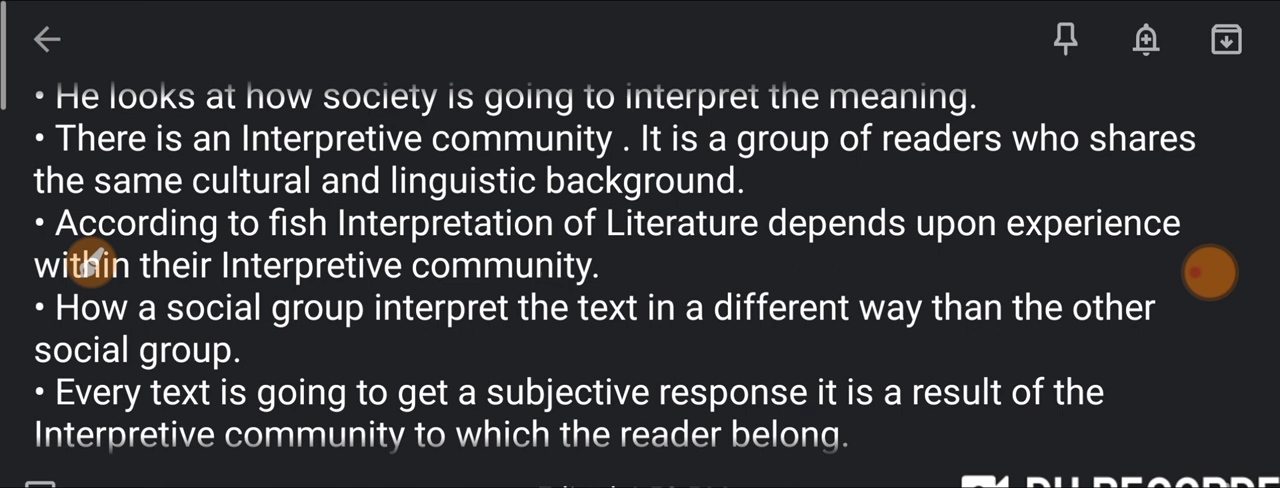 • He looks at how society is going to interpret the meaning.
• There is an Interpretive community . It is a group of readers who shares
the same cultural and linguistic background.
• According to fish Interpretation of Literature depends upon experience
within their Interpretive community.
• How a social group interpret the text in a different way than the other
social group.
• Every text is going to get a subjective response it is a result of the
Interpretive community to which the reader belong.